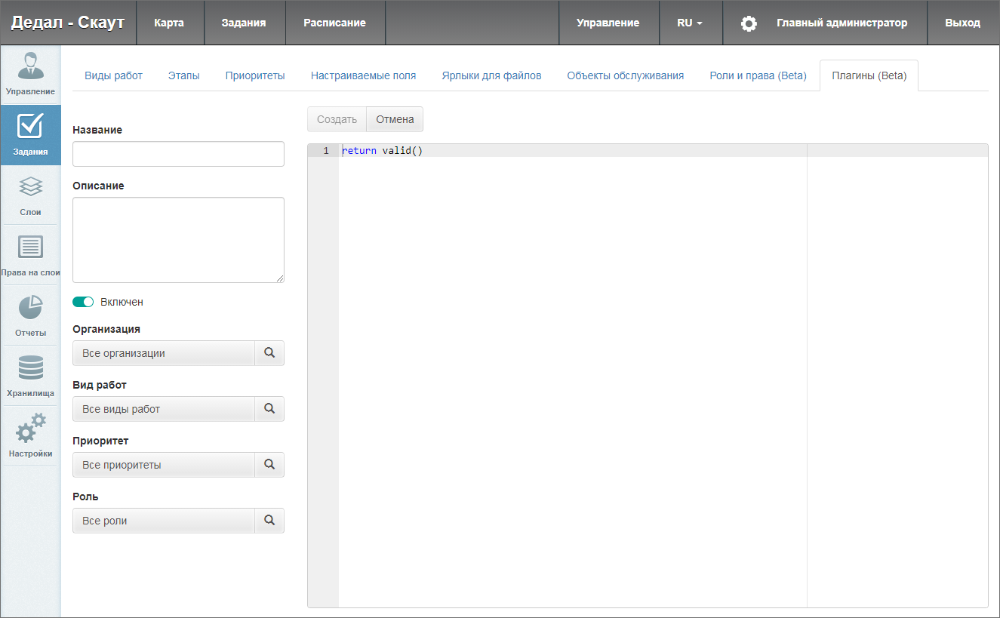 Дедал - Скаут Карта Задания Расписание Управление RU Главный администратор Выход
Управление
Задания
Слои
Права на слои
Отчеты
Хранилища
Настройки
Виды работ Этапы Приоритеты Настраиваемые поля Ярлыки для файлов Объекты обслуживания Роли и права (Beta) Плагины (Beta)
Название
Описание
Включен
Организация
Все организации
Вид работ
Все виды работ
Приоритет
Все приоритеты
Роль
Все роли
Создать Отмена
1 return valid()